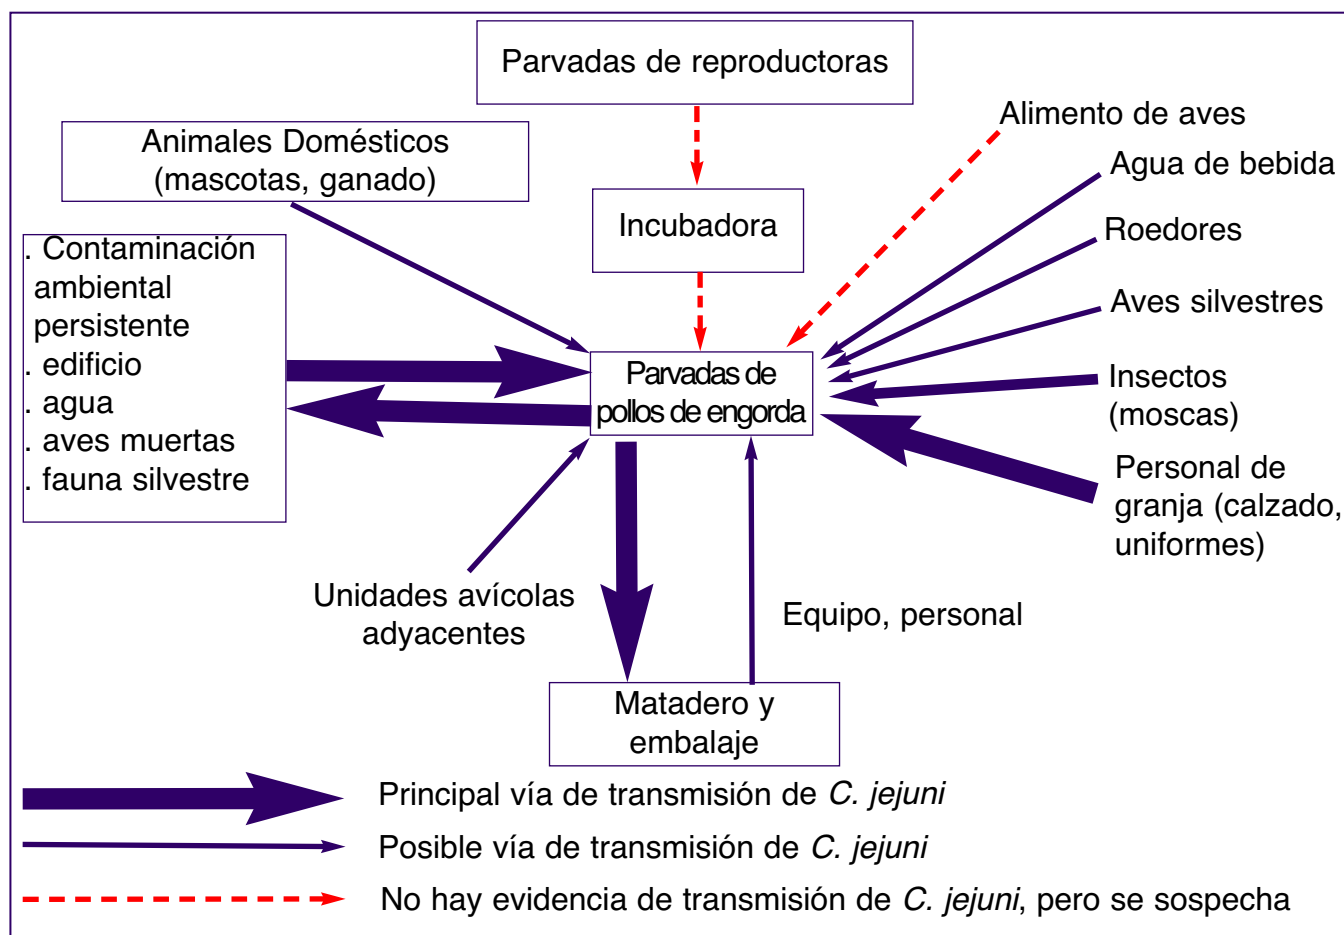 Parvadas de reproductoras
Alimento de aves
Animales Domésticos
(mascotas, ganado)
Agua de bebida
Incubadora
Roedores
. Contaminación
ambiental
persistente
. edificio
. agua
. aves muertas
. fauna silvestre
Aves silvestres
Parvadas de
pollos de engorda
Insectos
(moscas)
Personal de
granja (calzado,
uniformes)
Unidades avícolas
adyacentes
Equipo, personal
Matadero y
embalaje
Principal vía de transmisión de C. jejuni
Posible vía de transmisión de C. jejuni
No hay evidencia de transmisión de C. jejuni, pero se sospecha